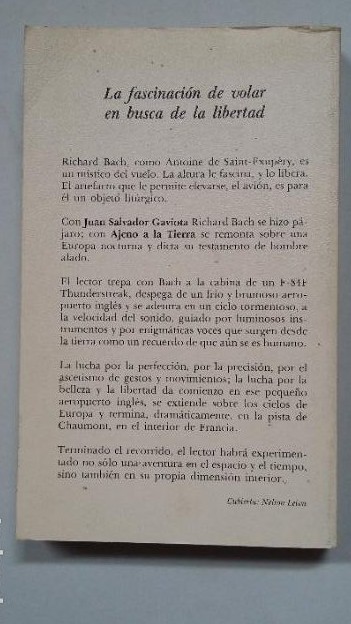 La fascinación de volar
en busca de la libertad
Richard Bach, como Antoine de Saint-Exupéry, es
un místico del vuelo. La altura le fascina, y lo libera.
El artefacto que le permite elevarse, el avión, es para
él un objeto litúrgico.
Con Juan Salvador Gaviota Richard Bach se hizo pá-
jaro; con Ajeno a la Tierra se remonta sobre una
Europa nocturna y dicta su testamento de hombre
alado.
El lector trepa con Bach a la cabina de un F-84F
Thunderstreak, despega de un frío y brumoso aero-
puerto inglés y se adentra en un cielo tormentoso, a
la velocidad del sonido, guiado por luminosos ins-
trumentos y por enigmáticas voces que surgen desde
la tierra como un recuerdo de que aún se es humano.
La lucha por la perfección, por la precisión, por el
ascetismo de gestos y movimientos; la lucha por la
belleza y la libertad da comienzo en ese pequeño
aeropuerto inglés, se extiende sobre los cielos de
Europa y termina, dramáticamente, en la pista de
Chaumont, en el interior de Francia.
Terminado el recorrido, el lector habrá experimen-
tado no sólo una aventura en el espacio y el tiempo,
sino también en su propia dimensión interior.
Cubierta: Nelson Leiva